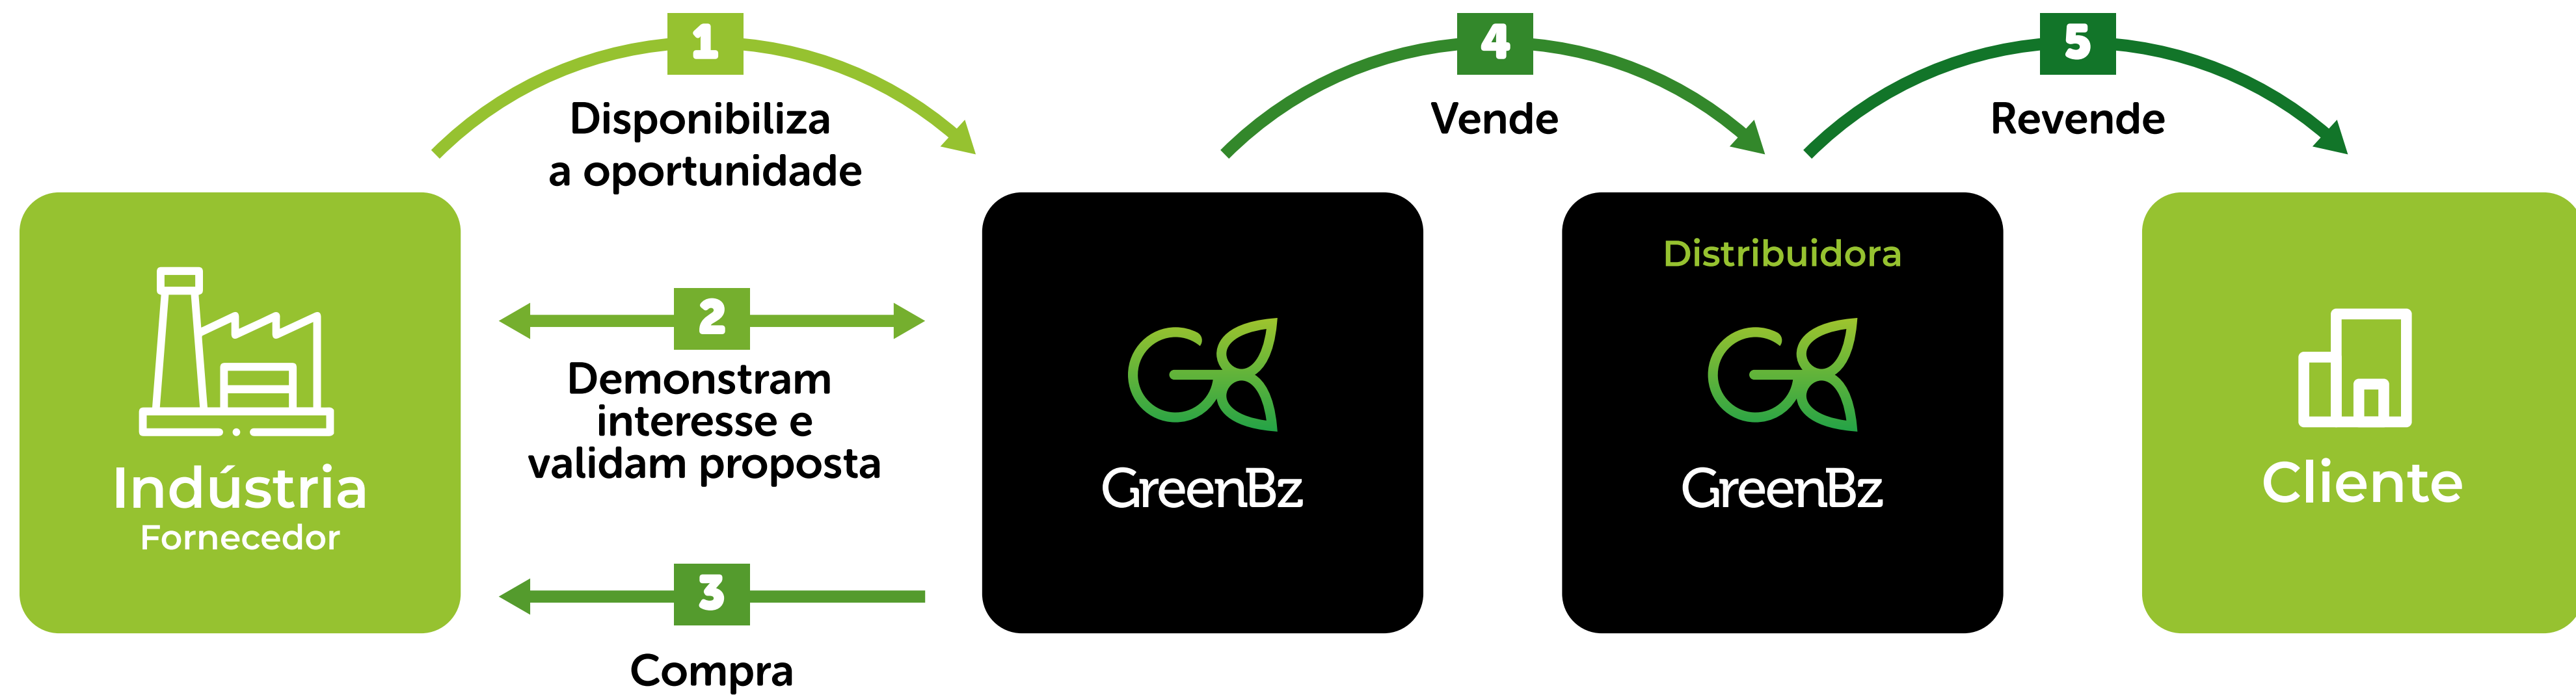 1
Disponibiliza
a oportunidade
4
Vende
5
Revende
Indústria
Fornecedor
2
Demonstram
interesse e
validam proposta
3
Compra
GreenBz
Distribuidora
GreenBz
Cliente